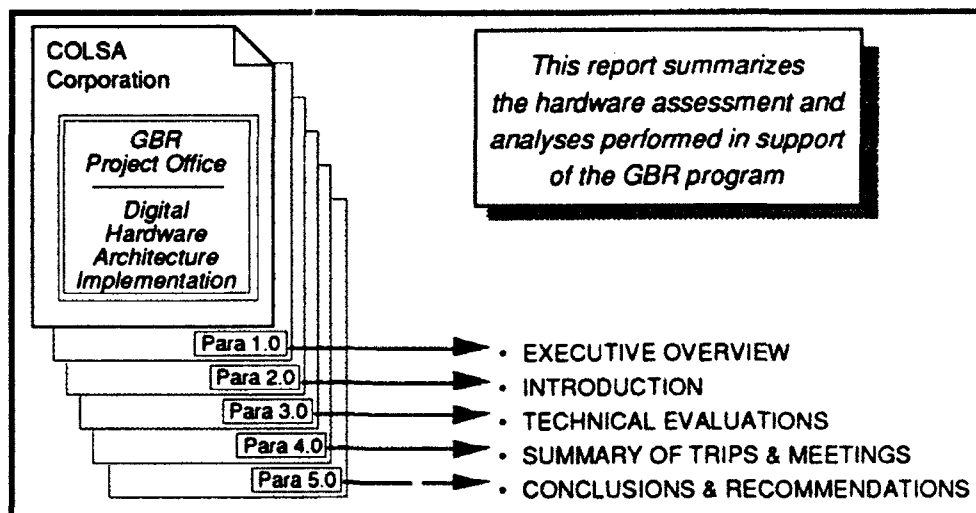 COLSA
Corporation
GBR
Project Office
Digital
Hardware
Architecture
Implementation
This report summarizes
the hardware assessment and
analyses performed in support
of the GBR program
Para 1.0
• EXECUTIVE OVERVIEW
Para 2.0
• INTRODUCTION
Para 3.0
• TECHNICAL EVALUATIONS
Para 4.0
• SUMMARY OF TRIPS & MEETINGS
Para 5.0
• CONCLUSIONS & RECOMMENDATIONS